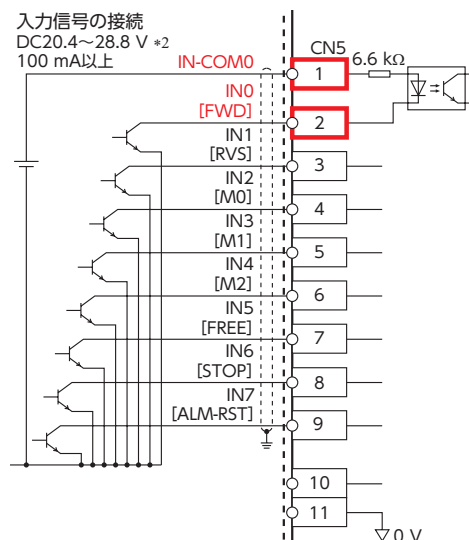 入力信号の接続
DC20.4～28.8 V *2
100 mA以上
CN5
IN-COM0
1
6.6 kΩ
IN0
[FWD]
2
IN1
[RVS]
3
IN2
[M0]
4
IN3
[M1]
5
IN4
[M2]
6
IN5
[FREE]
7
IN6
[STOP]
8
IN7
[ALM-RST]
9
10
11
0 V